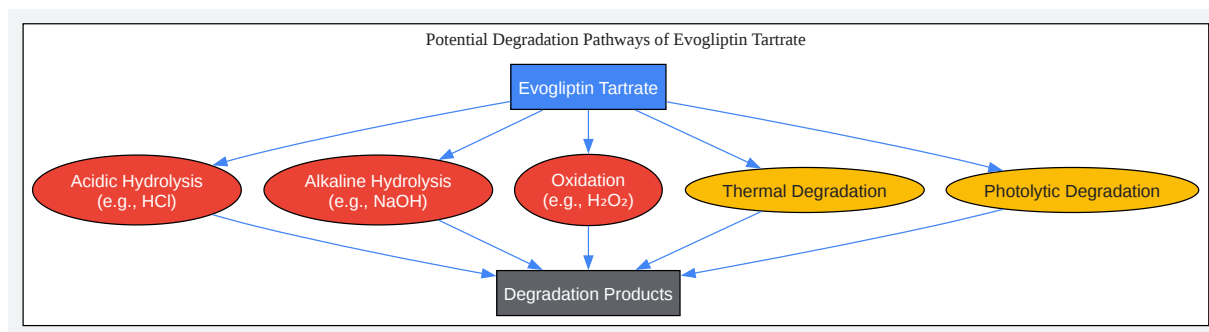 Potential Degradation Pathways of Evogliptin Tartrate
Evogliptin Tartrate
Acidic Hydrolysis
(e.g., HCl)
Alkaline Hydrolysis
(e.g., NaOH)
Oxidation
(e.g., H₂O₂)
Thermal Degradation
Photolytic Degradation
Degradation Products